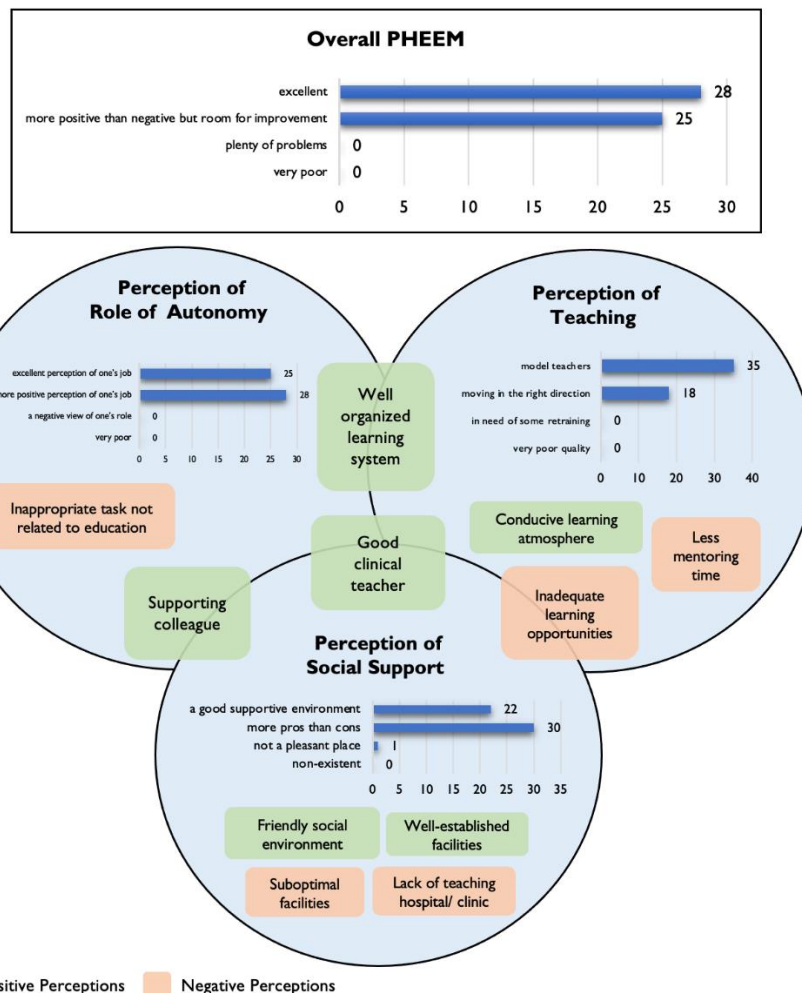 Overall PHEEM
excellent 28
more positive than negative but room for improvement 25
plenty of problems 0
very poor 0
0 5 10 15 20 25 30
Perception of
Role of Autonomy
excellent perception of one's job 25
more positive perception of one's job 28
a negative view of one's role 0
very poor 0
0 5 10 15 20 25 30
Perception of
Teaching
model teachers 35
moving in the right direction 18
in need of some retraining 0
very poor quality 0
0 10 20 30 40
Well
organized
learning
system
Inappropriate task not
related to education
Conducive learning
atmosphere
Less
mentoring
time
Good
clinical
teacher
Supporting
colleague
Inadequate
learning
opportunities
Perception of
Social Support
a good supportive environment 22
more pros than cons 30
not a pleasant place 1
non-existent 0
0 5 10 15 20 25 30 35
Friendly social
environment
Well-established
facilities
Suboptimal
facilities
Lack of teaching
hospital/ clinic
sitive Perceptions
Negative Perceptions